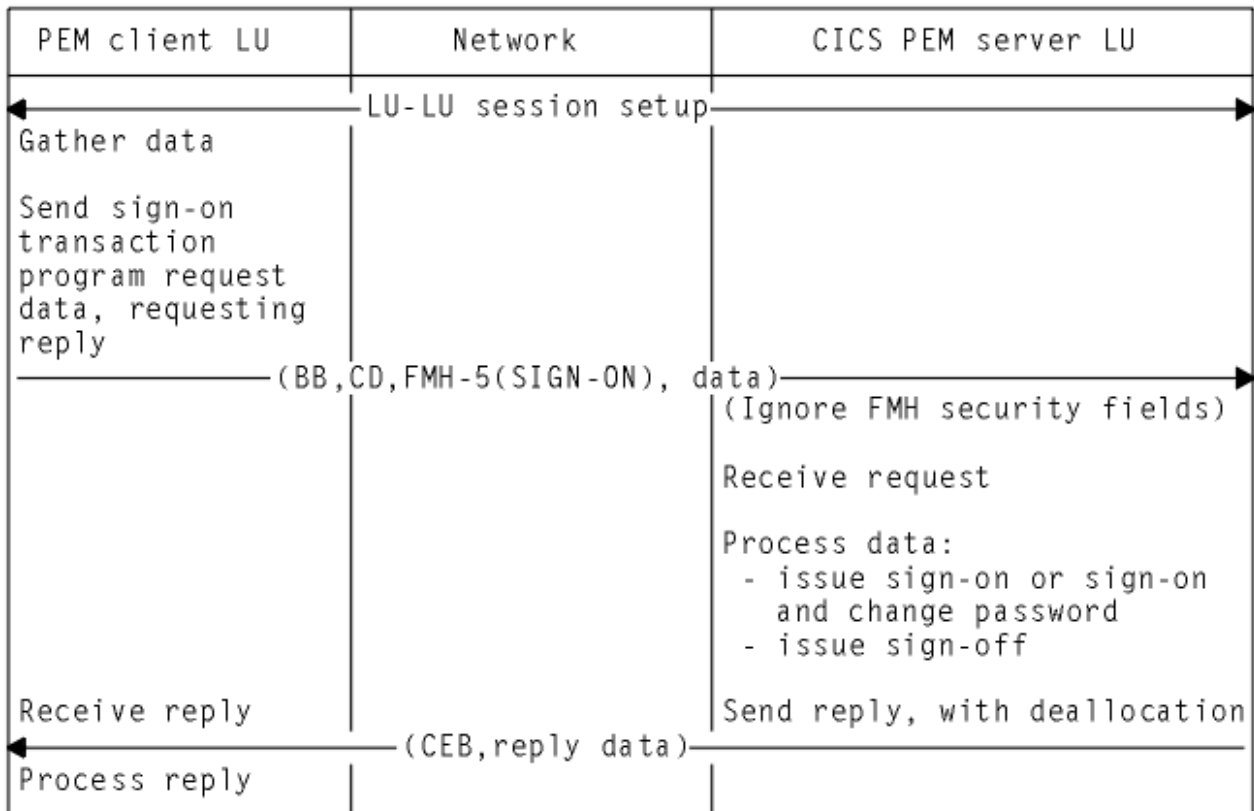 PEM client LU Network CICS PEM server LU
LU-LU session setup
Gather data
Send sign-on
transaction
program request
data, requesting
reply
(BB,CD,FMH-5(SIGN-ON), data)
(Ignore FMH security fields)
Receive request
Process data:
- issue sign-on or sign-on
and change password
- issue sign-off
Receive reply Send reply, with deallocation
(CEB,reply data)
Process reply